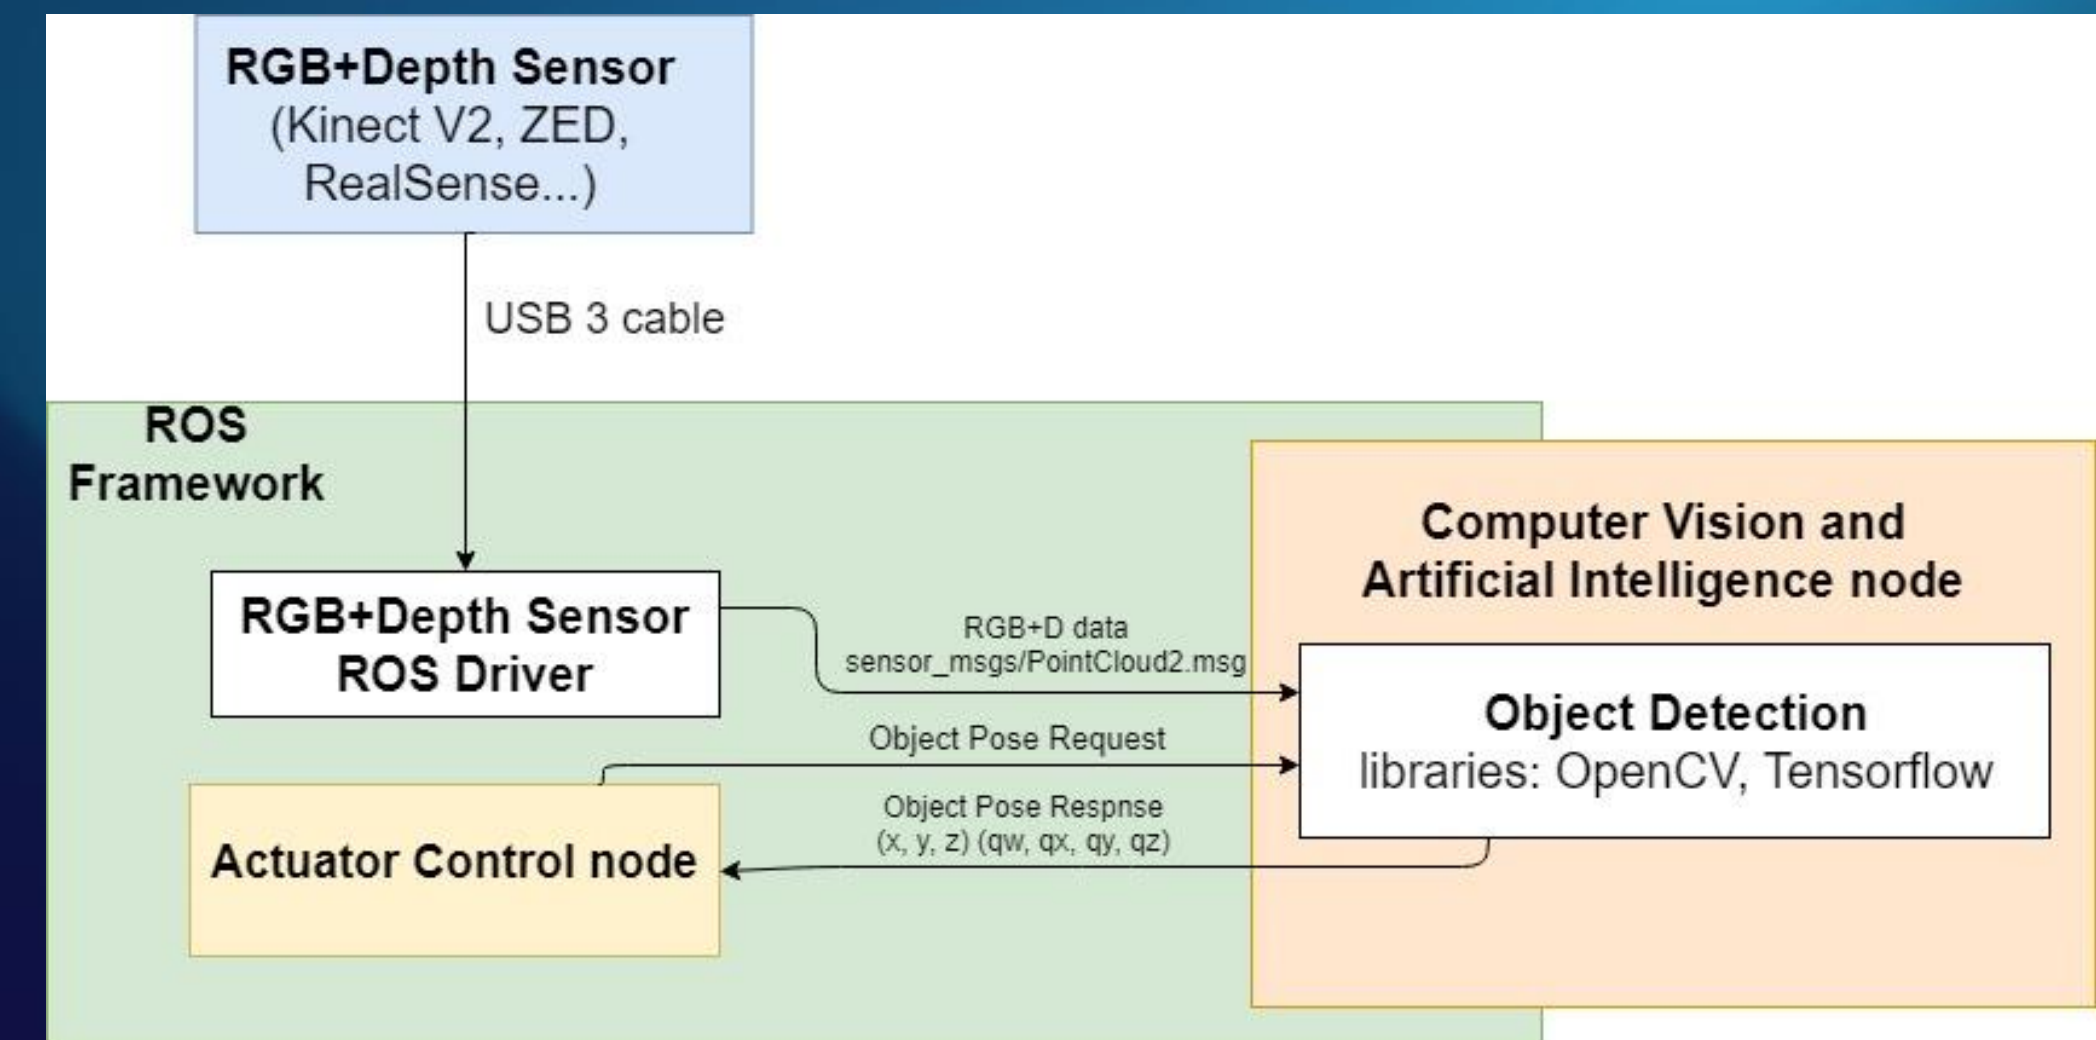 RGB+Depth Sensor
(Kinect V2, ZED,
RealSense...)
USB 3 cable
ROS
Framework
RGB+Depth Sensor
ROS Driver
RGB+D data
sensor_msgs/PointCloud2.msg
Computer Vision and
Artificial Intelligence node
Object Detection
libraries: OpenCV, Tensorflow
Object Pose Request
Object Pose Respnse
(x, y, z) (qw, qx, qy, qz)
Actuator Control node